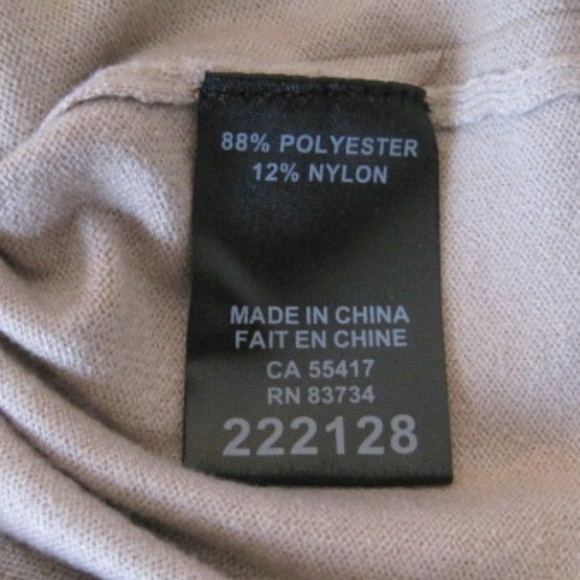 88% POLYESTER
12% NYLON
MADE IN CHINA
FAIT EN CHINE
CA 55417
RN 83734
222128